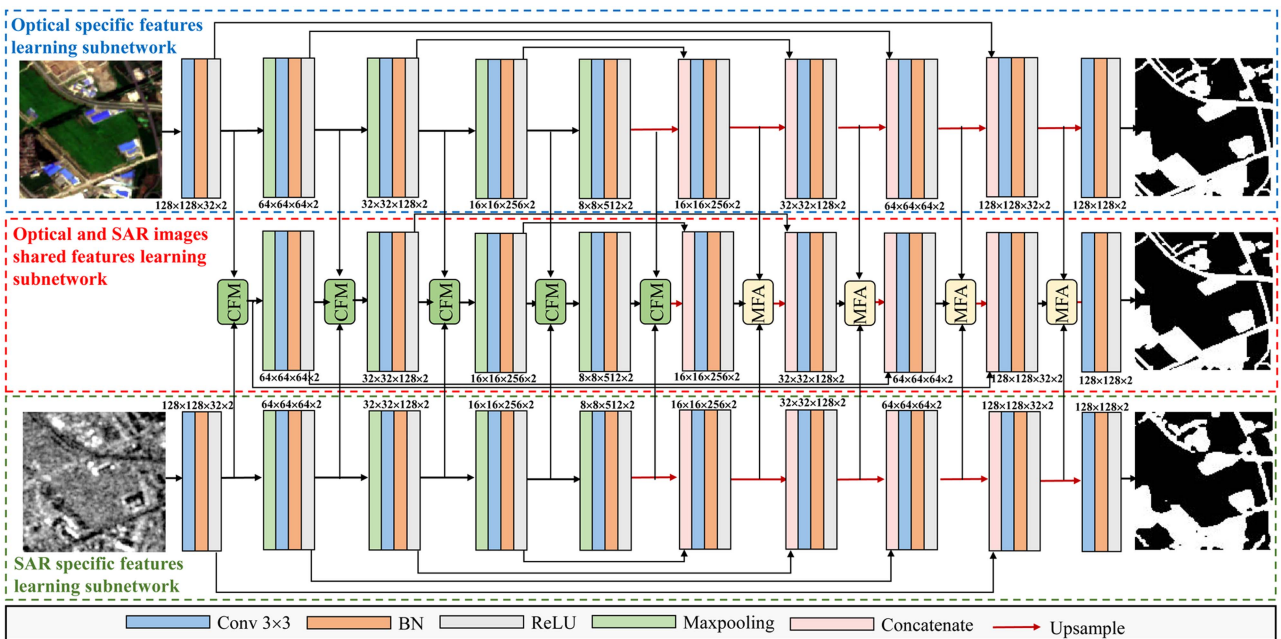 Optical specific features
learning subnetwork
128×128×32×2
64×64×64×2
32×32×128×2
16×16×256×2
8×8×512×2
16×16×256×2
32×32×128×2
64×64×64×2
128×128×32×2
128×128×2
Optical and SAR images
shared features learning
subnetwork
CFM
CFM
CFM
CFM
CFM
MFA
MFA
MFA
MFA
64×64×64×2
32×32×128×2
16×16×256×2
8×8×512×2
16×16×256×2
32×32×128×2
64×64×64×2
128×128×32×2
128×128×2
128×128×32×2
64×64×64×2
32×32×128×2
16×16×256×2
8×8×512×2
16×16×256×2
32×32×128×2
64×64×64×2
128×128×32×2
128×128×2
SAR specific features
learning subnetwork
Conv 3×3
BN
ReLU
Maxpooling
Concatenate
Upsample